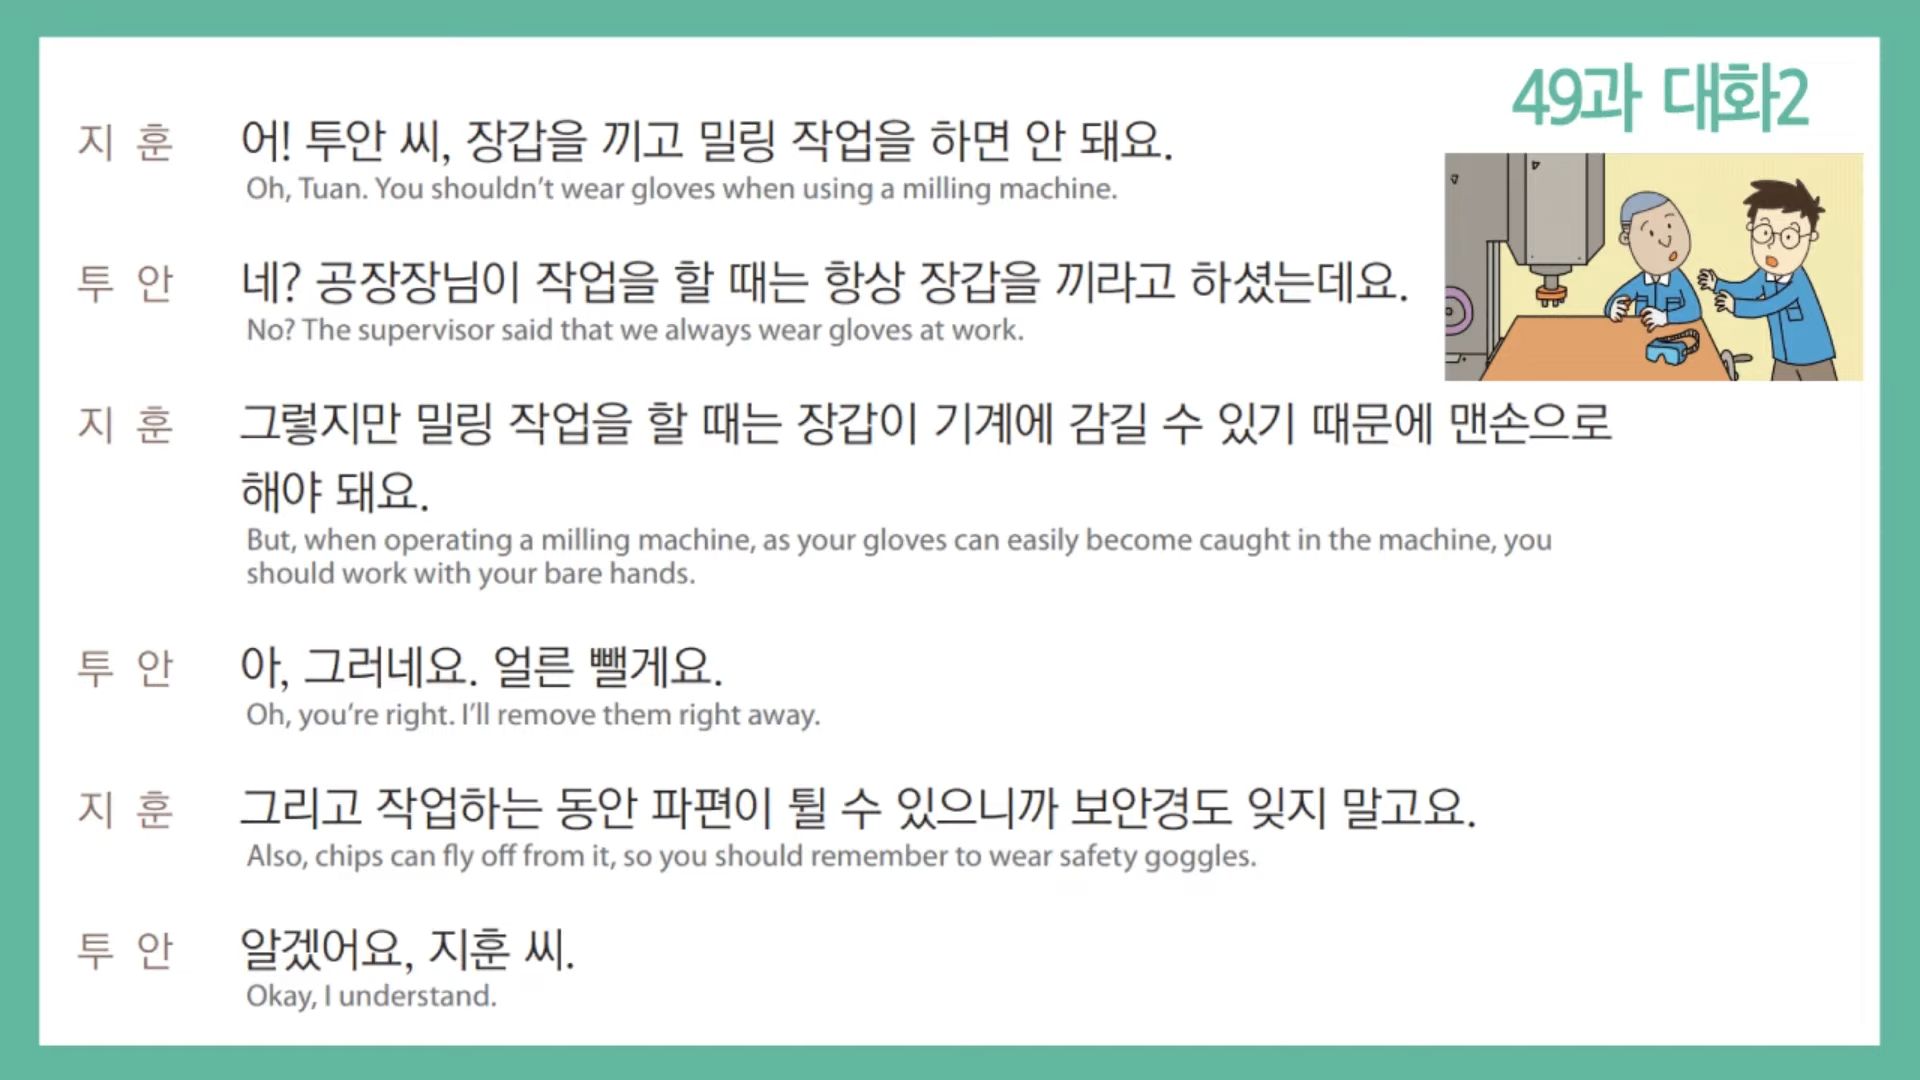 49과 대화2
지 훈 어! 투안 씨, 장갑을 끼고 밀링 작업을 하면 안 돼요.
Oh, Tuan. You shouldn’t wear gloves when using a milling machine.
투 안 네? 공장장님이 작업을 할 때는 항상 장갑을 끼라고 하셨는데요.
No? The supervisor said that we always wear gloves at work.
지 훈 그렇지만 밀링 작업을 할 때는 장갑이 기계에 감길 수 있기 때문에 맨손으로
해야 돼요.
But, when operating a milling machine, as your gloves can easily become caught in the machine, you
should work with your bare hands.
투 안 아, 그러네요. 얼른 뺄게요.
Oh, you’re right. I’ll remove them right away.
지 훈 그리고 작업하는 동안 파편이 튈 수 있으니까 보안경도 잊지 말고요.
Also, chips can fly off from it, so you should remember to wear safety goggles.
투 안 알겠어요, 지훈 씨.
Okay, I understand.